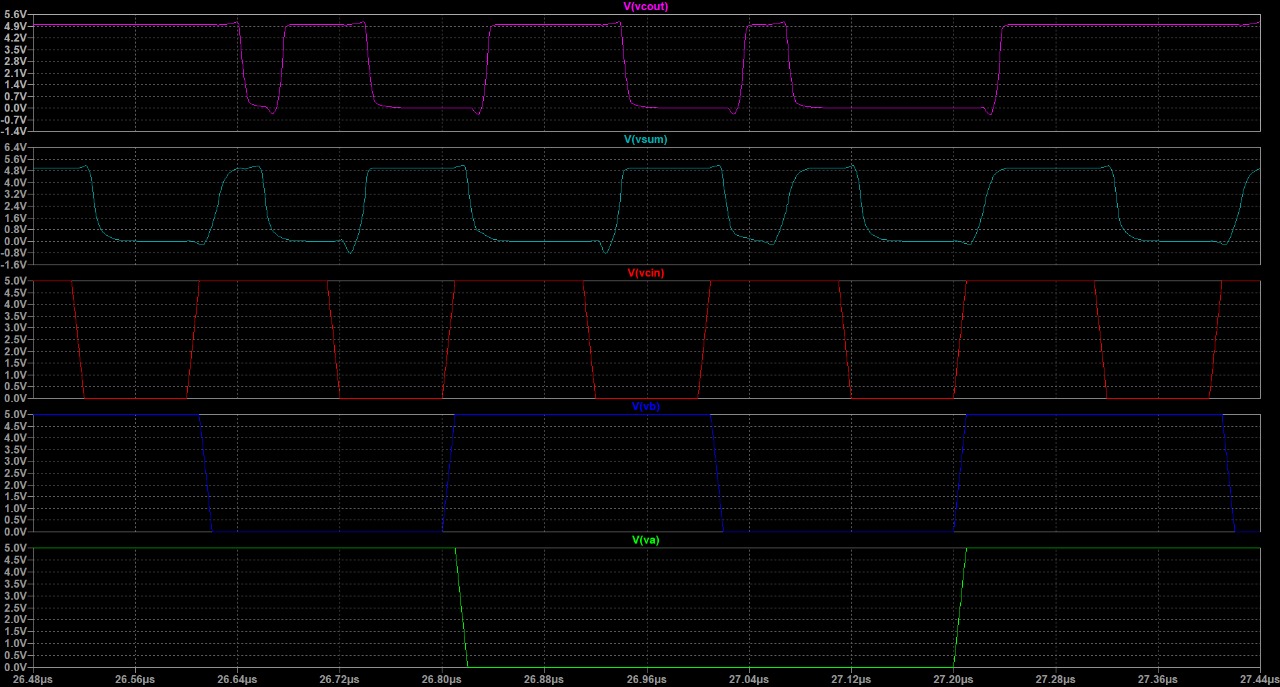 V(vcout)
5.6V
4.9V
4.2V
3.5V
2.8V
2.1V
1.4V
0.7V
0.0V
-0.7V
-1.4V
V(vsum)
6.4V
5.6V
4.8V
4.0V
3.2V
2.4V
1.6V
0.8V
0.0V
-0.8V
-1.6V
V(vcin)
5.0V
4.5V
4.0V
3.5V
3.0V
2.5V
2.0V
1.5V
1.0V
0.5V
0.0V
V(vb)
5.0V
4.5V
4.0V
3.5V
3.0V
2.5V
2.0V
1.5V
1.0V
0.5V
0.0V
V(va)
5.0V
4.5V
4.0V
3.5V
3.0V
2.5V
2.0V
1.5V
1.0V
0.5V
0.0V
26.48µs 26.56µs 26.64µs 26.72µs 26.80µs 26.88µs 26.96µs 27.04µs 27.12µs 27.20µs 27.28µs 27.36µs 27.44µs